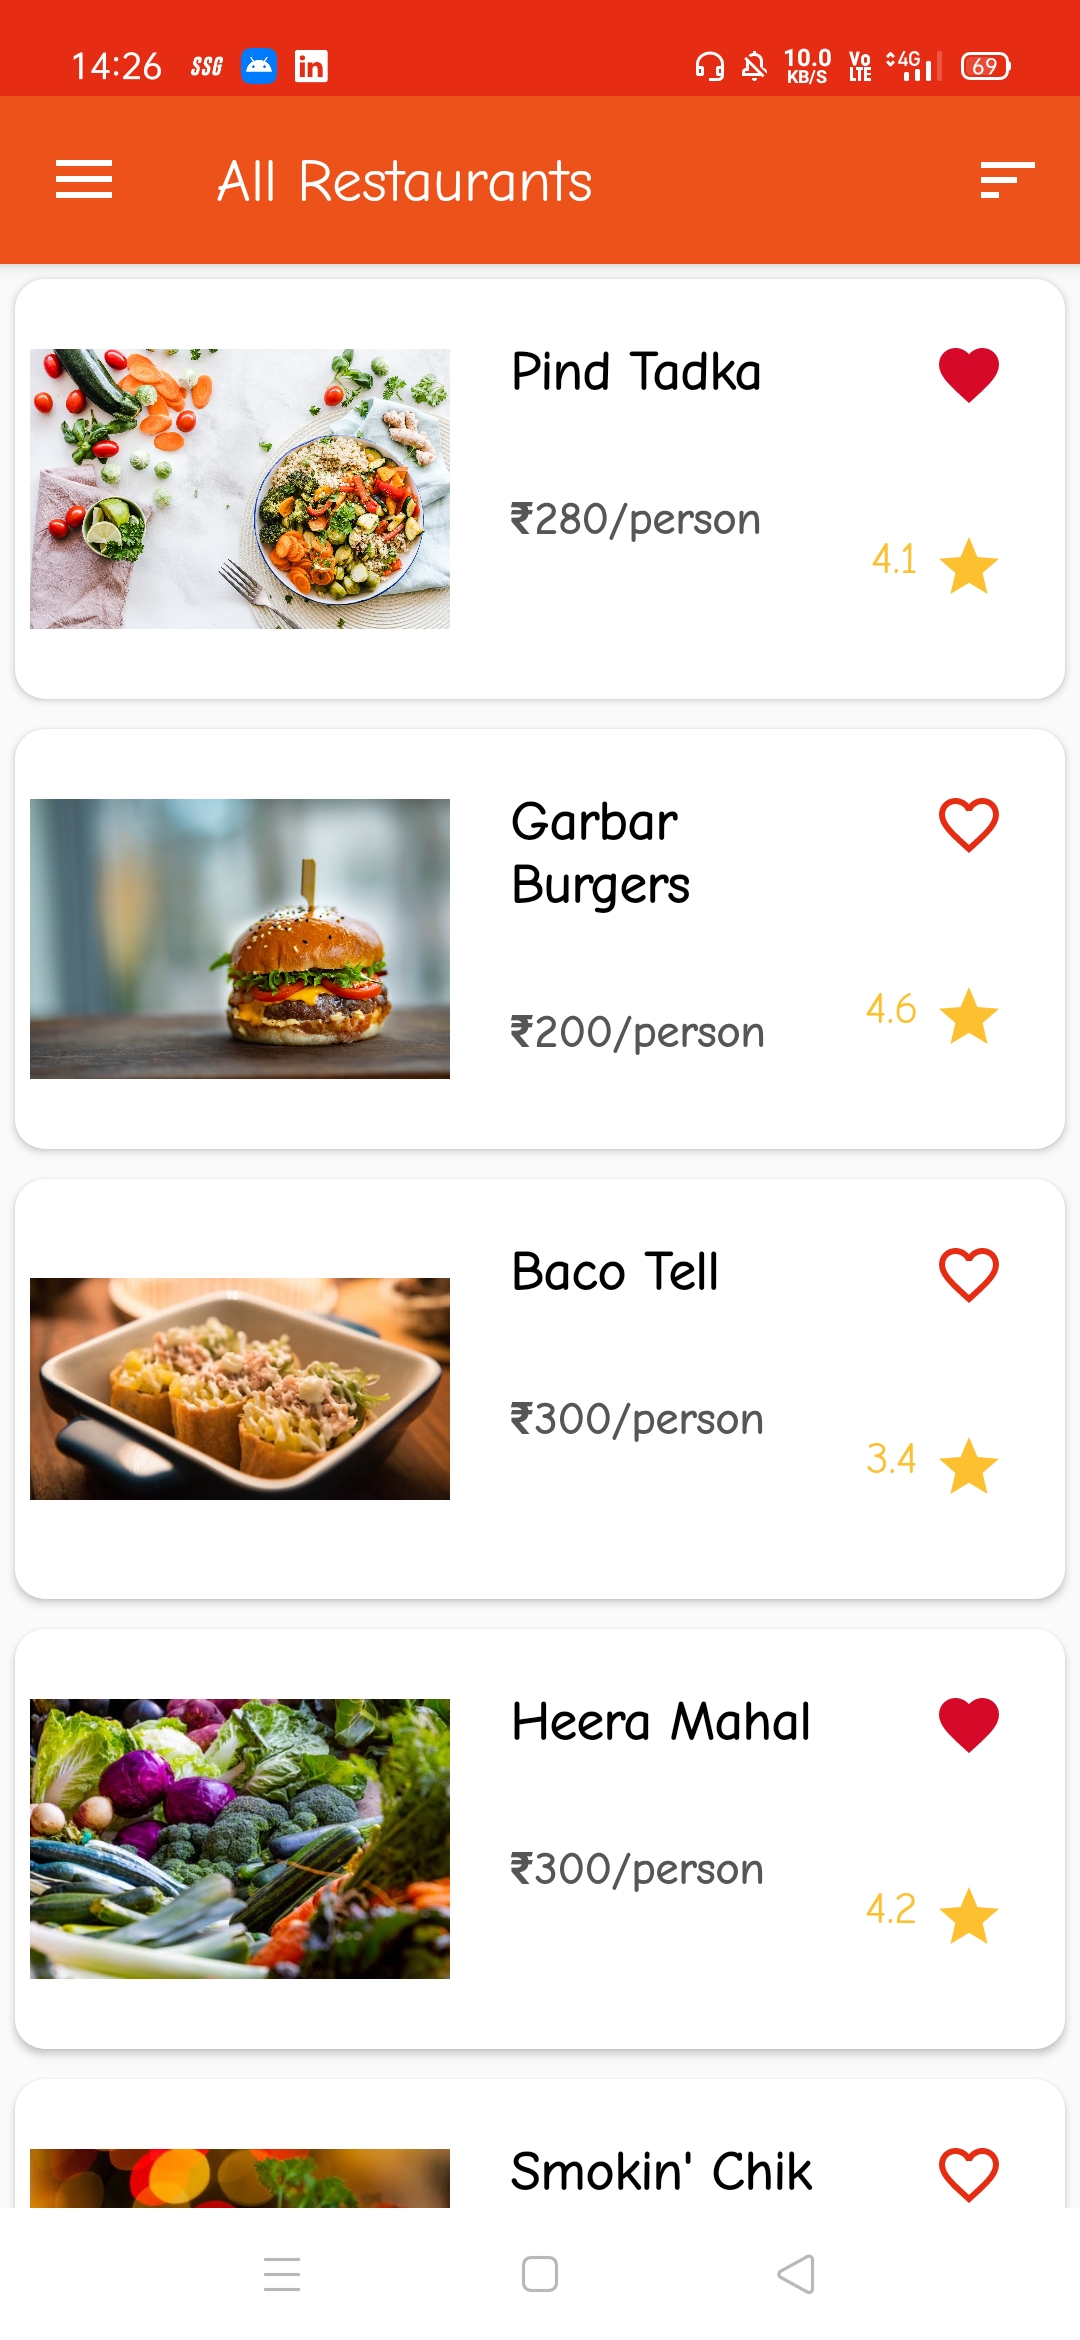 14:26 SSG in 10.0 KB/S Vo LTE 4G 69
All Restaurants
Pind Tadka
₹280/person
4.1
Garbar
Burgers
₹200/person
4.6
Baco Tell
₹300/person
3.4
Heera Mahal
₹300/person
4.2
Smokin' Chik